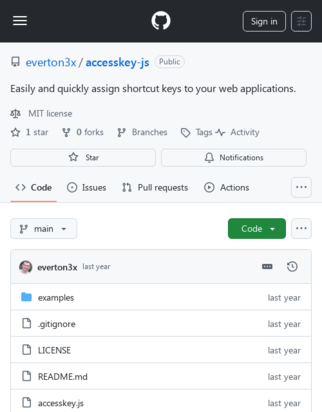 Sign in
everton3x / accesskey-js Public
Easily and quickly assign shortcut keys to your web applications.
MIT license
1 star 0 forks Branches Tags Activity
Star Notifications
Code Issues Pull requests Actions
main Code
everton3x last year
examples last year
.gitignore last year
LICENSE last year
README.md last year
accesskey.js last year